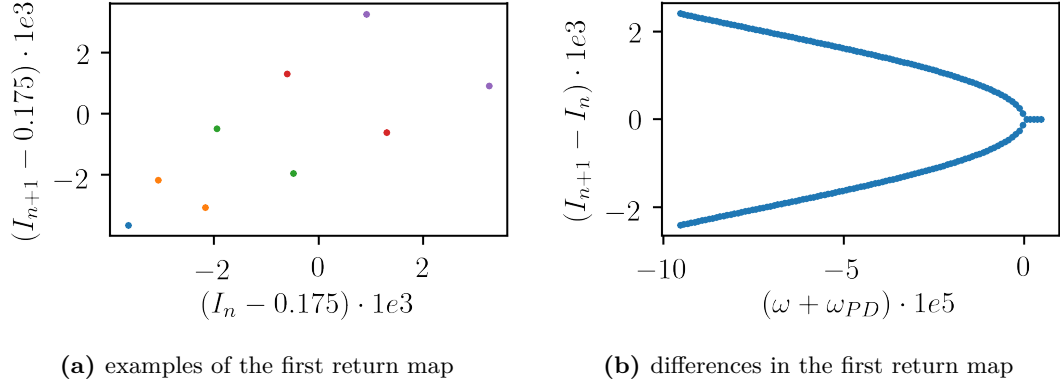 (I_{n+1} − 0.175) · 1e3
2
0
−2
−2
0
2
(I_n − 0.175) · 1e3
(a) examples of the first return map
(I_{n+1} − I_n) · 1e3
2
0
−2
−10
−5
0
(ω + ω_{PD}) · 1e5
(b) differences in the first return map